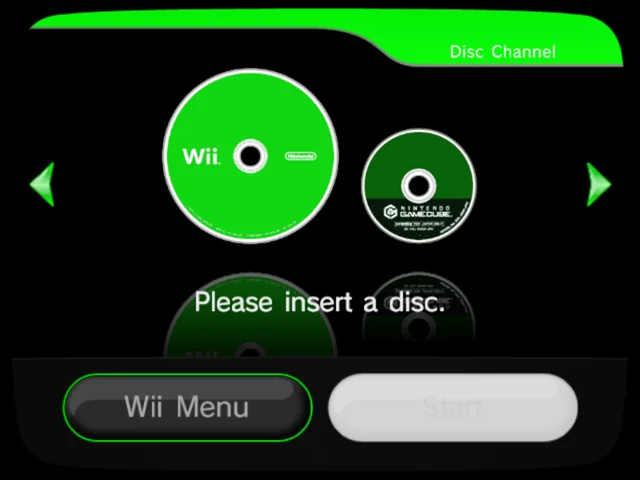 Disc Channel
Wii
Nintendo
NINTENDO
GAMECUBE
Please insert a disc.
Wii Menu
Start